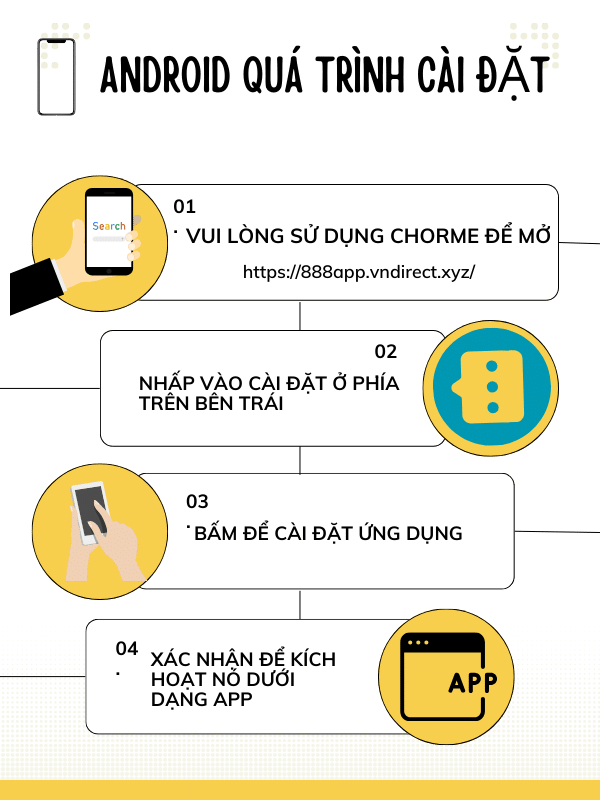 ANDROID QUÁ TRÌNH CÀI ĐẶT
Search
01
. VUI LÒNG SỬ DỤNG CHORME ĐỂ MỞ
https://888app.vndirect.xyz/
02
NHẤP VÀO CÀI ĐẶT Ở PHÍA
TRÊN BÊN TRÁI
03
. BẤM ĐỂ CÀI ĐẶT ỨNG DỤNG
04
. XÁC NHẬN ĐỂ KÍCH
HOẠT NÓ DƯỚI
DẠNG APP
APP